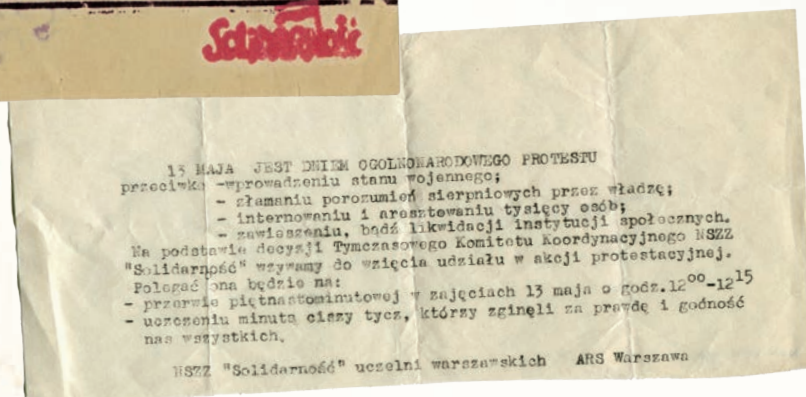 Solidarność
13 MAJA JEST DNIEM OGOLNONARODOWEGO PROTESTU
przeciwko -wprowadzeniu stanu wojennego;
- złamaniu porozumień sierpniowych przez władzę;
- internowaniu i aresztowaniu tysięcy osób;
- zawieszeniu, bądź likwidacji instytucji społecznych.
Na podstawie decyzji Tymczasowego Komitetu Koordynacyjnego NSZZ
"Solidarność" wzywamy do wzięcia udziału w akcji protestacyjnej.
Polegać ona będzie na:
- przerwie piętnastominutowej w zajęciach 13 maja o godz.12⁰⁰-12¹⁵
- uczczeniu minutą ciszy tycz, którzy zginęli za prawdę i godność
nas wszystkich.
NSZZ "Solidarność" uczelni warszawskich ARS Warszawa